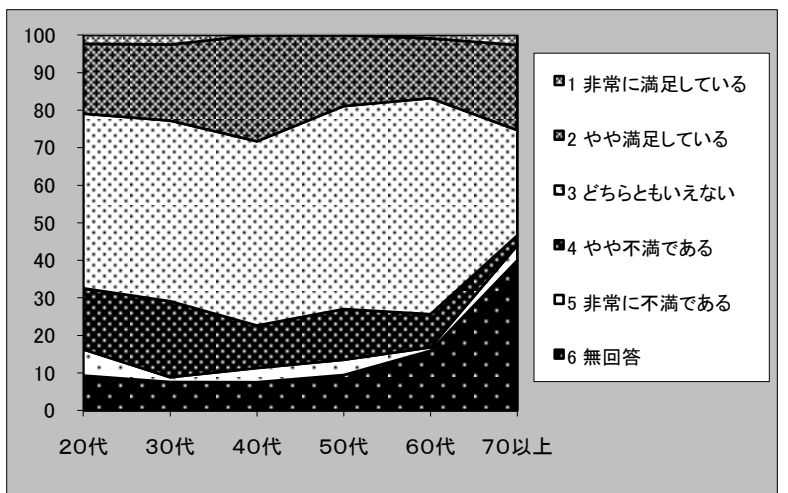 100
90
80
70
60
50
40
30
20
10
0
20代 30代 40代 50代 60代 70以上
1 非常に満足している
2 やや満足している
3 どちらともいえない
4 やや不満である
5 非常に不満である
6 無回答